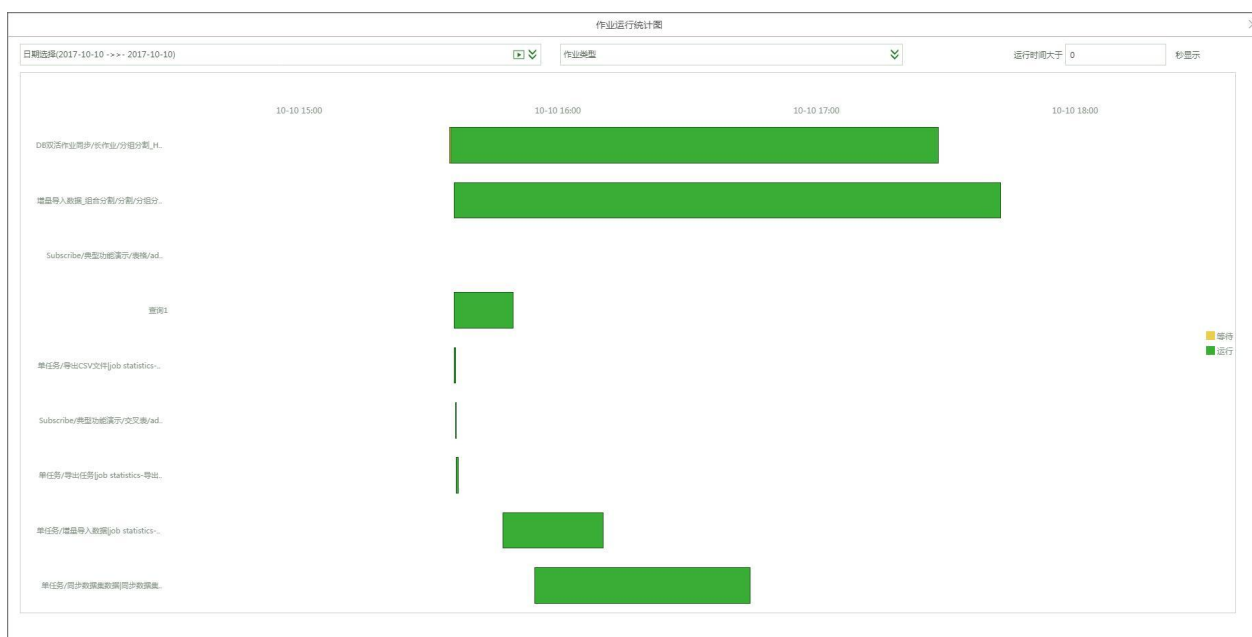 作业运行统计图
日期选择(2017-10-10 ->>- 2017-10-10)
作业类型
运行时间大于 0 秒显示
10-10 15:00
10-10 16:00
10-10 17:00
10-10 18:00
DB双活作业同步/长作业/分组分割_H..
增量导入数据_组合分割/分割/分组分..
Subscribe/典型功能演示/表格/ad..
查询1
等待
运行
单任务/导出CSV文件[job statistics-..
Subscribe/典型功能演示/交叉表/ad..
单任务/导出任务[job statistics-导出..
单任务/增量导入数据[job statistics-..
单任务/同步数据集数据[同步数据集..